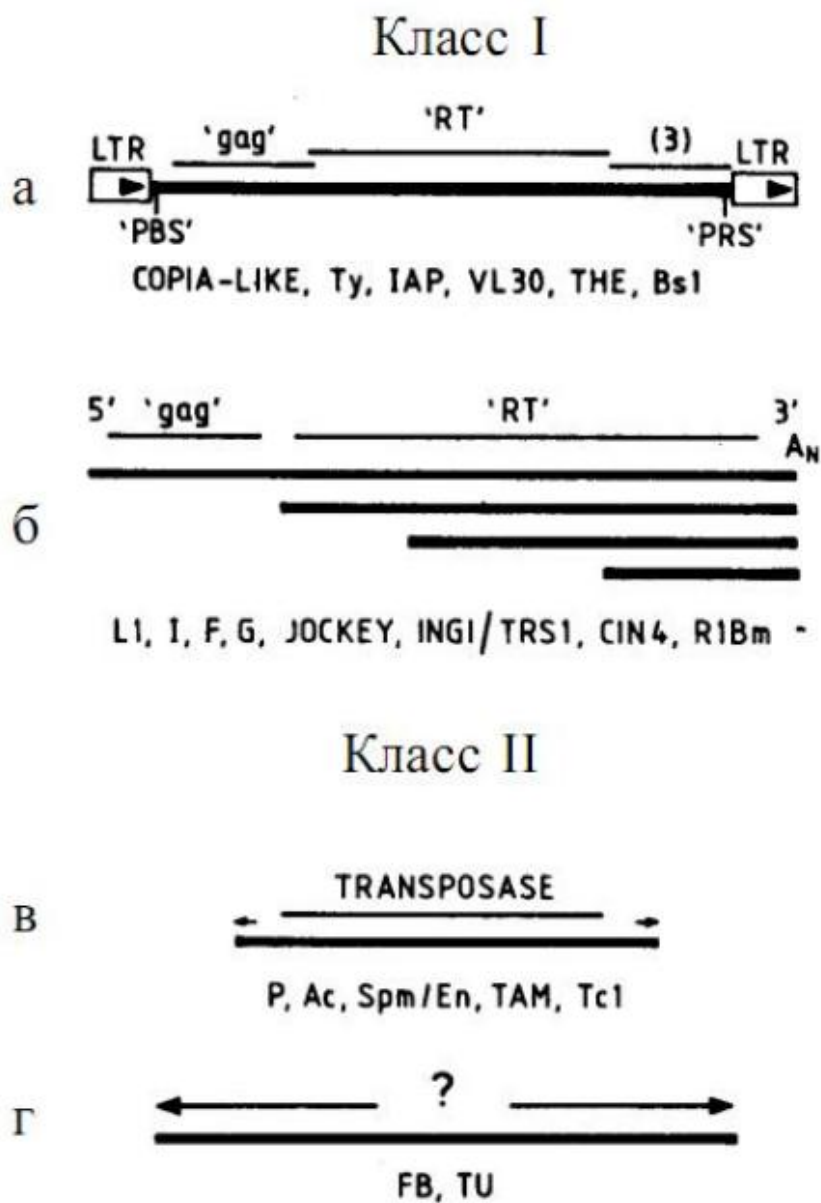 Класс I
LTR 'gag' 'RT' (3) LTR
а
'PBS' 'PRS'
COPIA-LIKE, Ty, IAP, VL30, THE, Bs1
5' 'gag' 'RT' 3'
AN
б
L1, I, F, G, JOCKEY, INGI/TRS1, CIN4, R1Bm -
Класс II
TRANSPOSASE
в
P, Ac, Spm/En, TAM, Tc1
?
г
FB, TU